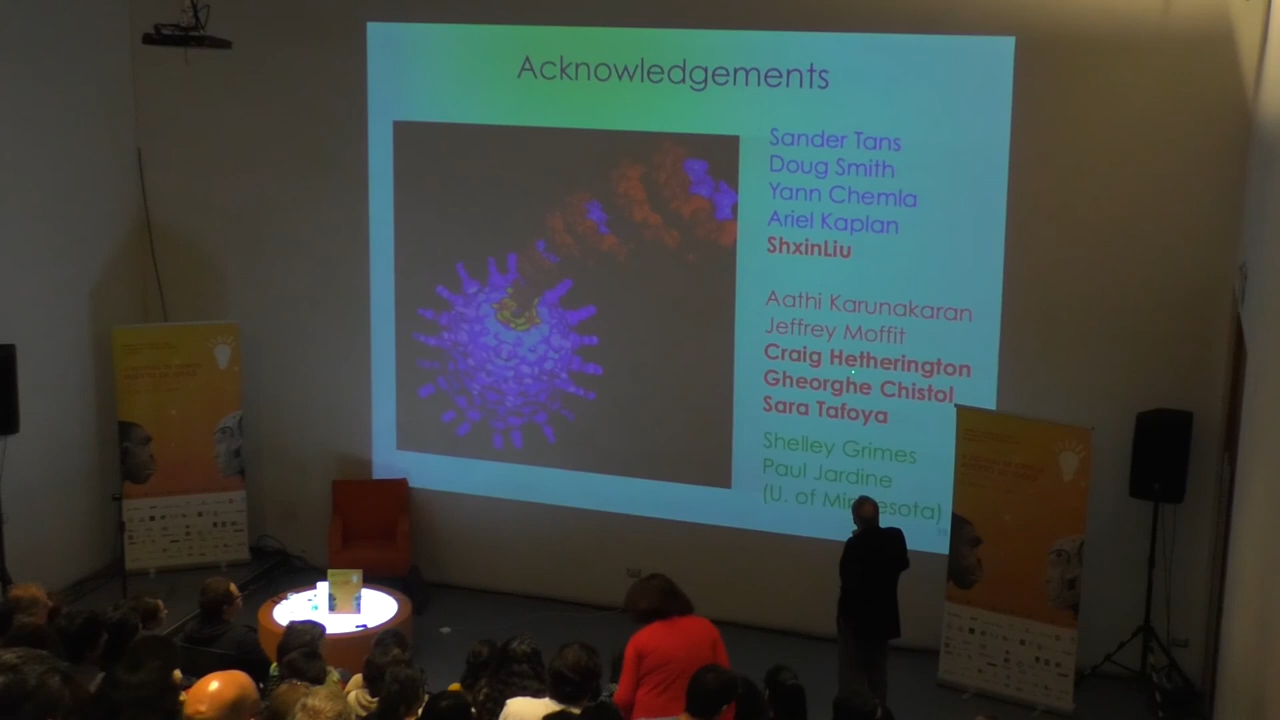 Acknowledgements
Sander Tans
Doug Smith
Yann Chemla
Ariel Kaplan
ShxinLiu
Aathi Karunakaran
Jeffrey Moffit
Craig Hetherington
Gheorghe Chistol
Sara Tafoya
Shelley Grimes
Paul Jardine
(U. of Minnesota)